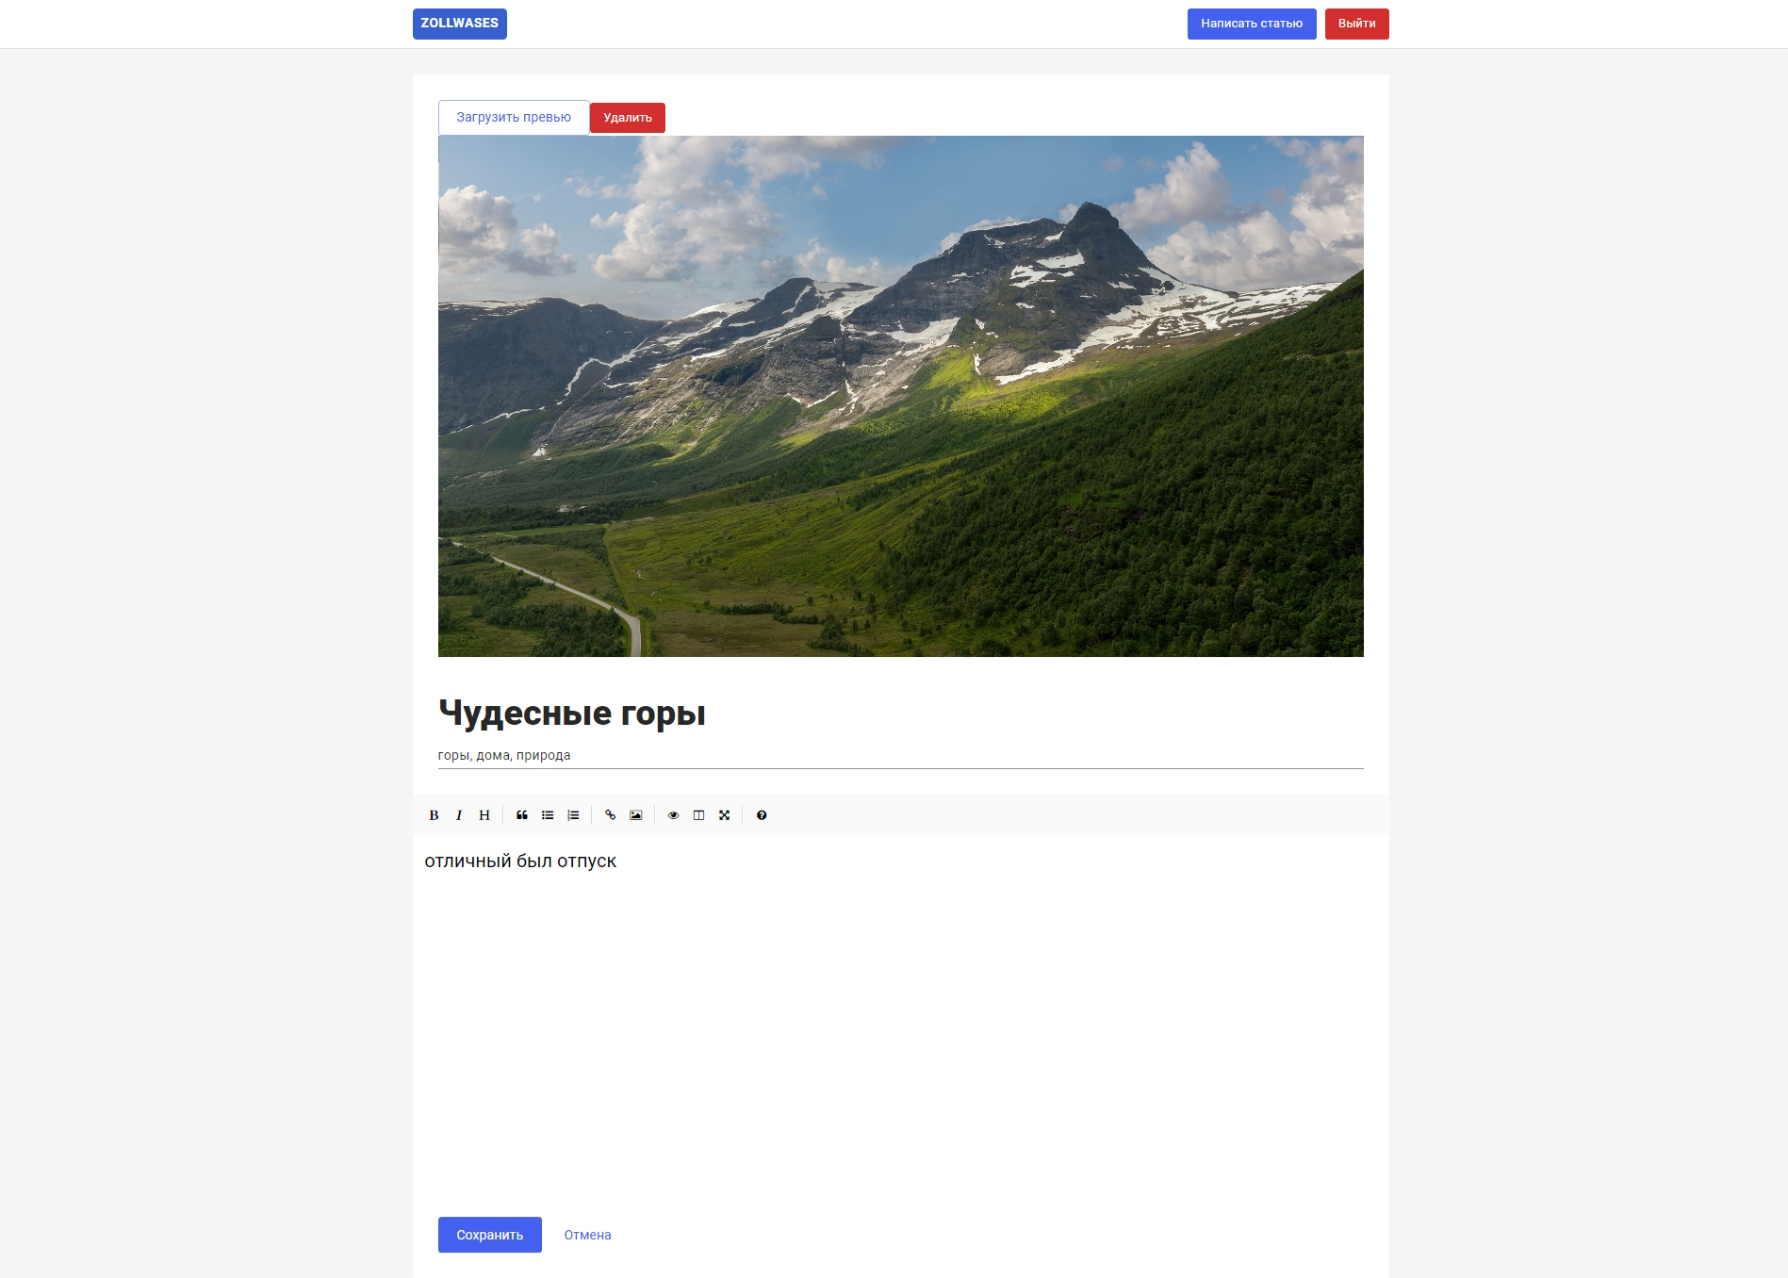 ZOLLWASES Написать статью Выйти
Загрузить превью Удалить
Чудесные горы
горы, дома, природа
B I H
отличный был отпуск
Сохранить Отмена